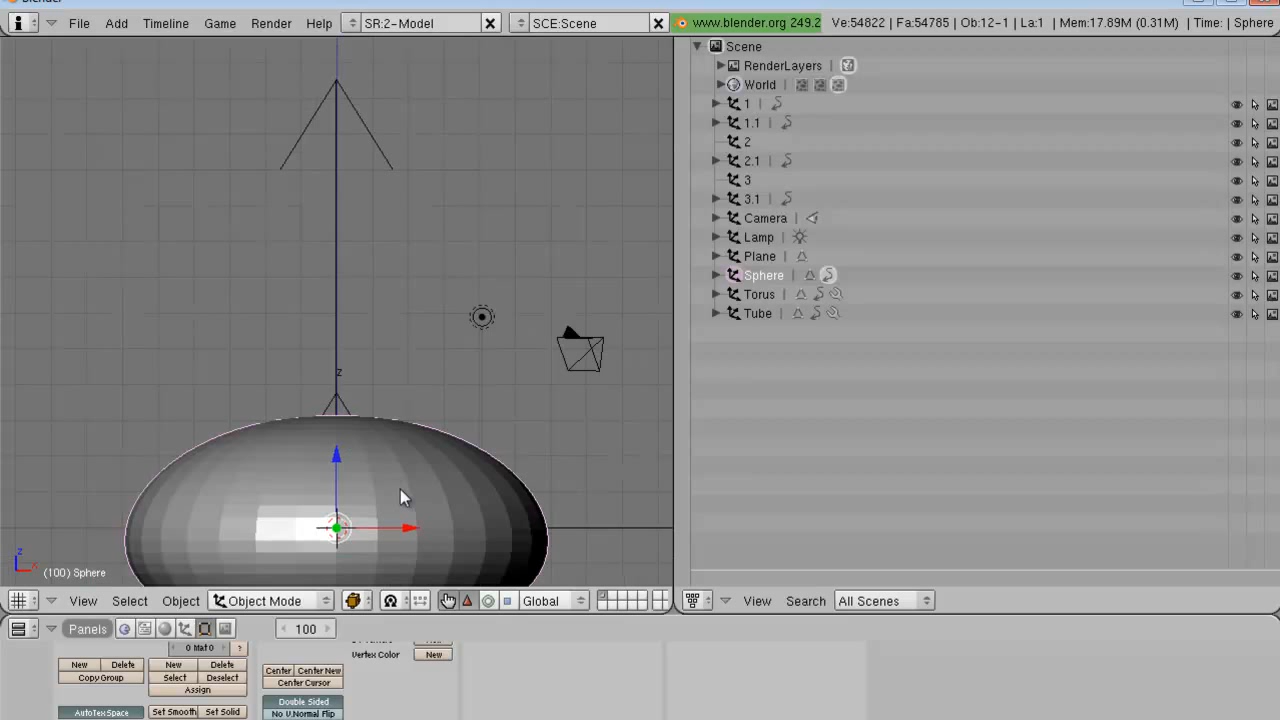 Blender
File Add Timeline Game Render Help SR:2-Model SCE:Scene www.blender.org 249.2 Ve:54822 | Fa:54785 | Ob:12-1 | La:1 | Mem:17.89M (0.31M) | Time: | Sphere
Scene
RenderLayers |
World |
1 |
1.1 |
2
2.1 |
3
3.1 |
Camera |
Lamp |
Plane |
Sphere |
Torus |
Tube |
z
z
x
(100) Sphere
View Select Object Object Mode Global View Search All Scenes
Panels 100
0 Mat 0 ?
Vertex Color New
New Delete New Delete Center Center New
Copy Group Select Deselect Center Cursor
Assign
Double Sided
AutoTexSpace Set Smooth Set Solid No V.Normal Flip